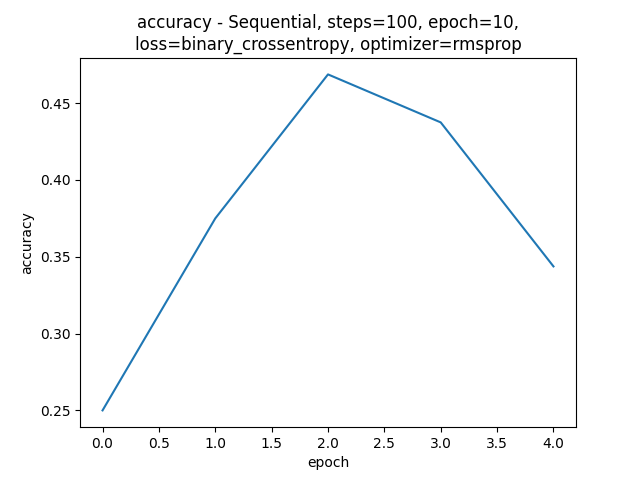 accuracy - Sequential, steps=100, epoch=10,
loss=binary_crossentropy, optimizer=rmsprop
0.45
0.40
0.35
0.30
0.25
accuracy
0.0 0.5 1.0 1.5 2.0 2.5 3.0 3.5 4.0
epoch